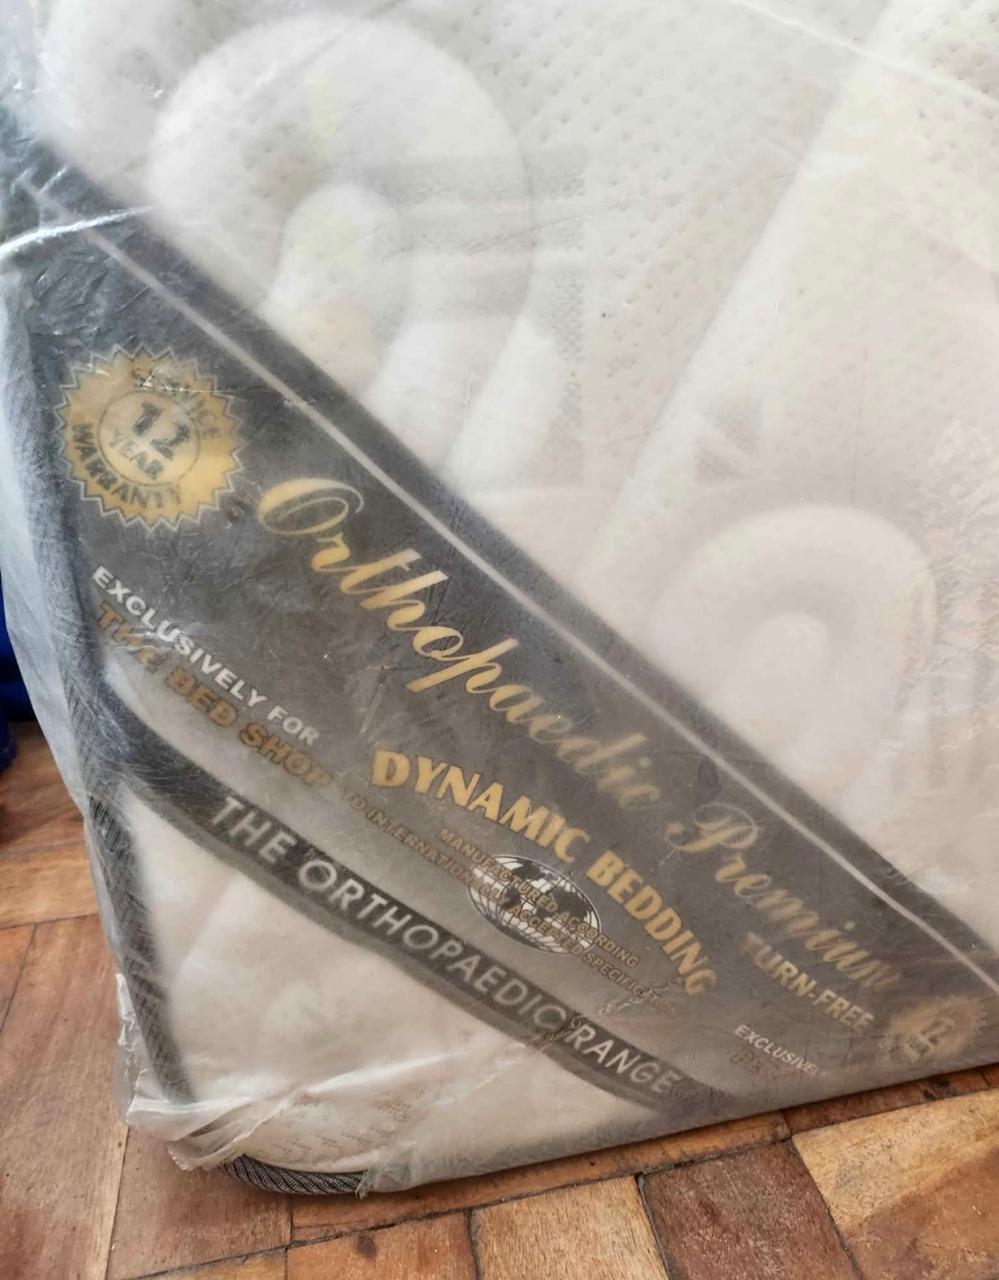 SERVICE
12
YEAR
WARRANTY
Orthopaedic Premium
EXCLUSIVELY FOR
THE BED SHOP
DYNAMIC BEDDING
MANUFACTURED ACCORDING
TO INTERNATIONALLY ACCEPTED SPECIFICATIONS
TURN-FREE
THE ORTHOPAEDIC RANGE
12